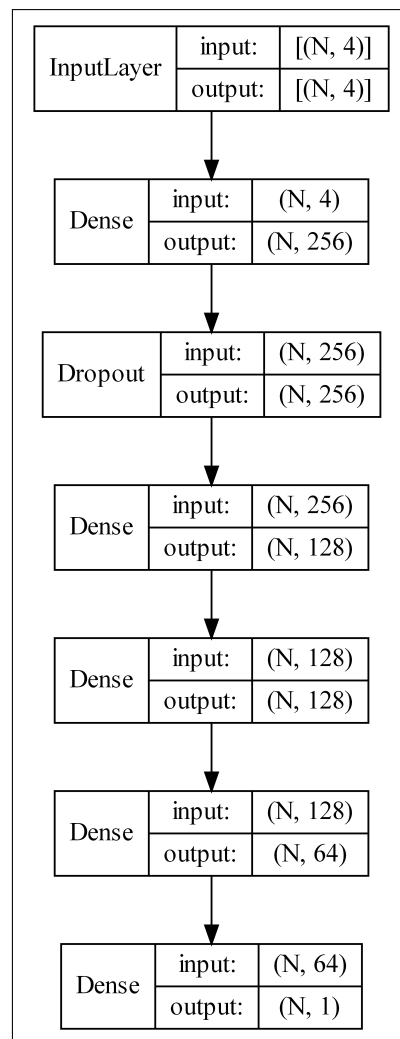 InputLayer input: [(N, 4)]
output: [(N, 4)]
Dense input: (N, 4)
output: (N, 256)
Dropout input: (N, 256)
output: (N, 256)
Dense input: (N, 256)
output: (N, 128)
Dense input: (N, 128)
output: (N, 128)
Dense input: (N, 128)
output: (N, 64)
Dense input: (N, 64)
output: (N, 1)